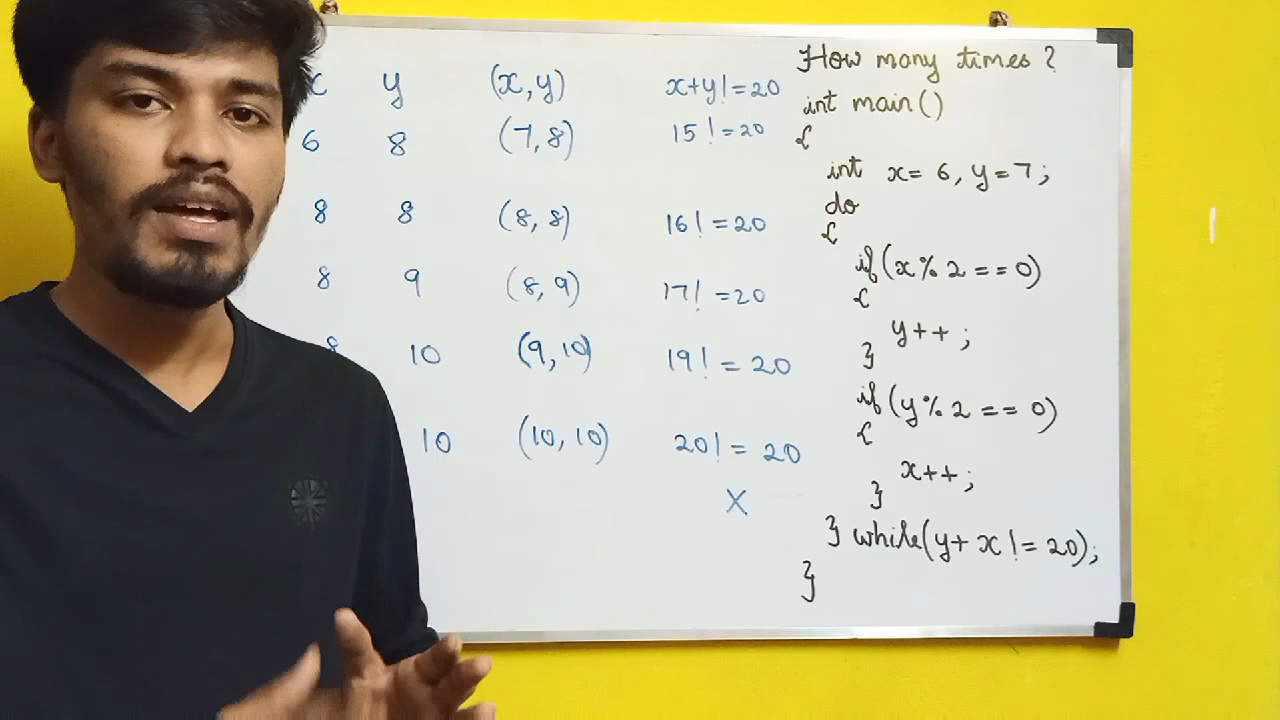 x y (x,y) x+y!=20
6 8 (7,8) 15!=20
8 8 (8,8) 16!=20
8 9 (8,9) 17!=20
8 10 (9,10) 19!=20
10 (10,10) 20!=20
X
How many times ?
int main()
{
int x= 6, y=7;
do
{
if(x% 2 == 0)
{
y++ ;
}
if(y% 2 == 0)
{
x++;
}
} while(y+ x != 20);
}